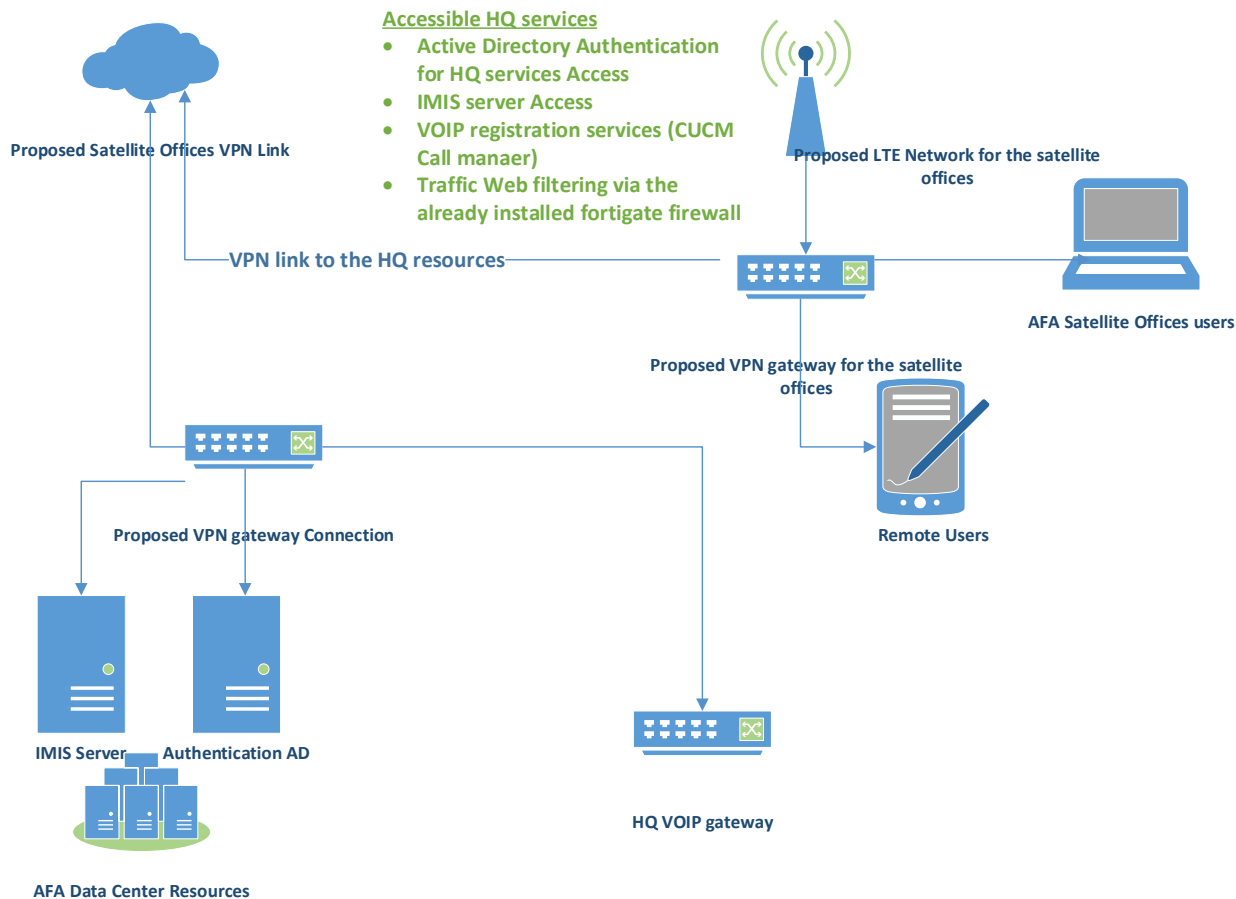 Accessible HQ services
• Active Directory Authentication
for HQ services Access
• IMIS server Access
• VOIP registration services (CUCM
Call manaer)
• Traffic Web filtering via the
already installed fortigate firewall
Proposed Satellite Offices VPN Link
Proposed LTE Network for the satellite
offices
VPN link to the HQ resources
AFA Satellite Offices users
Proposed VPN gateway for the satellite
offices
Proposed VPN gateway Connection
Remote Users
IMIS Server
Authentication AD
HQ VOIP gateway
AFA Data Center Resources